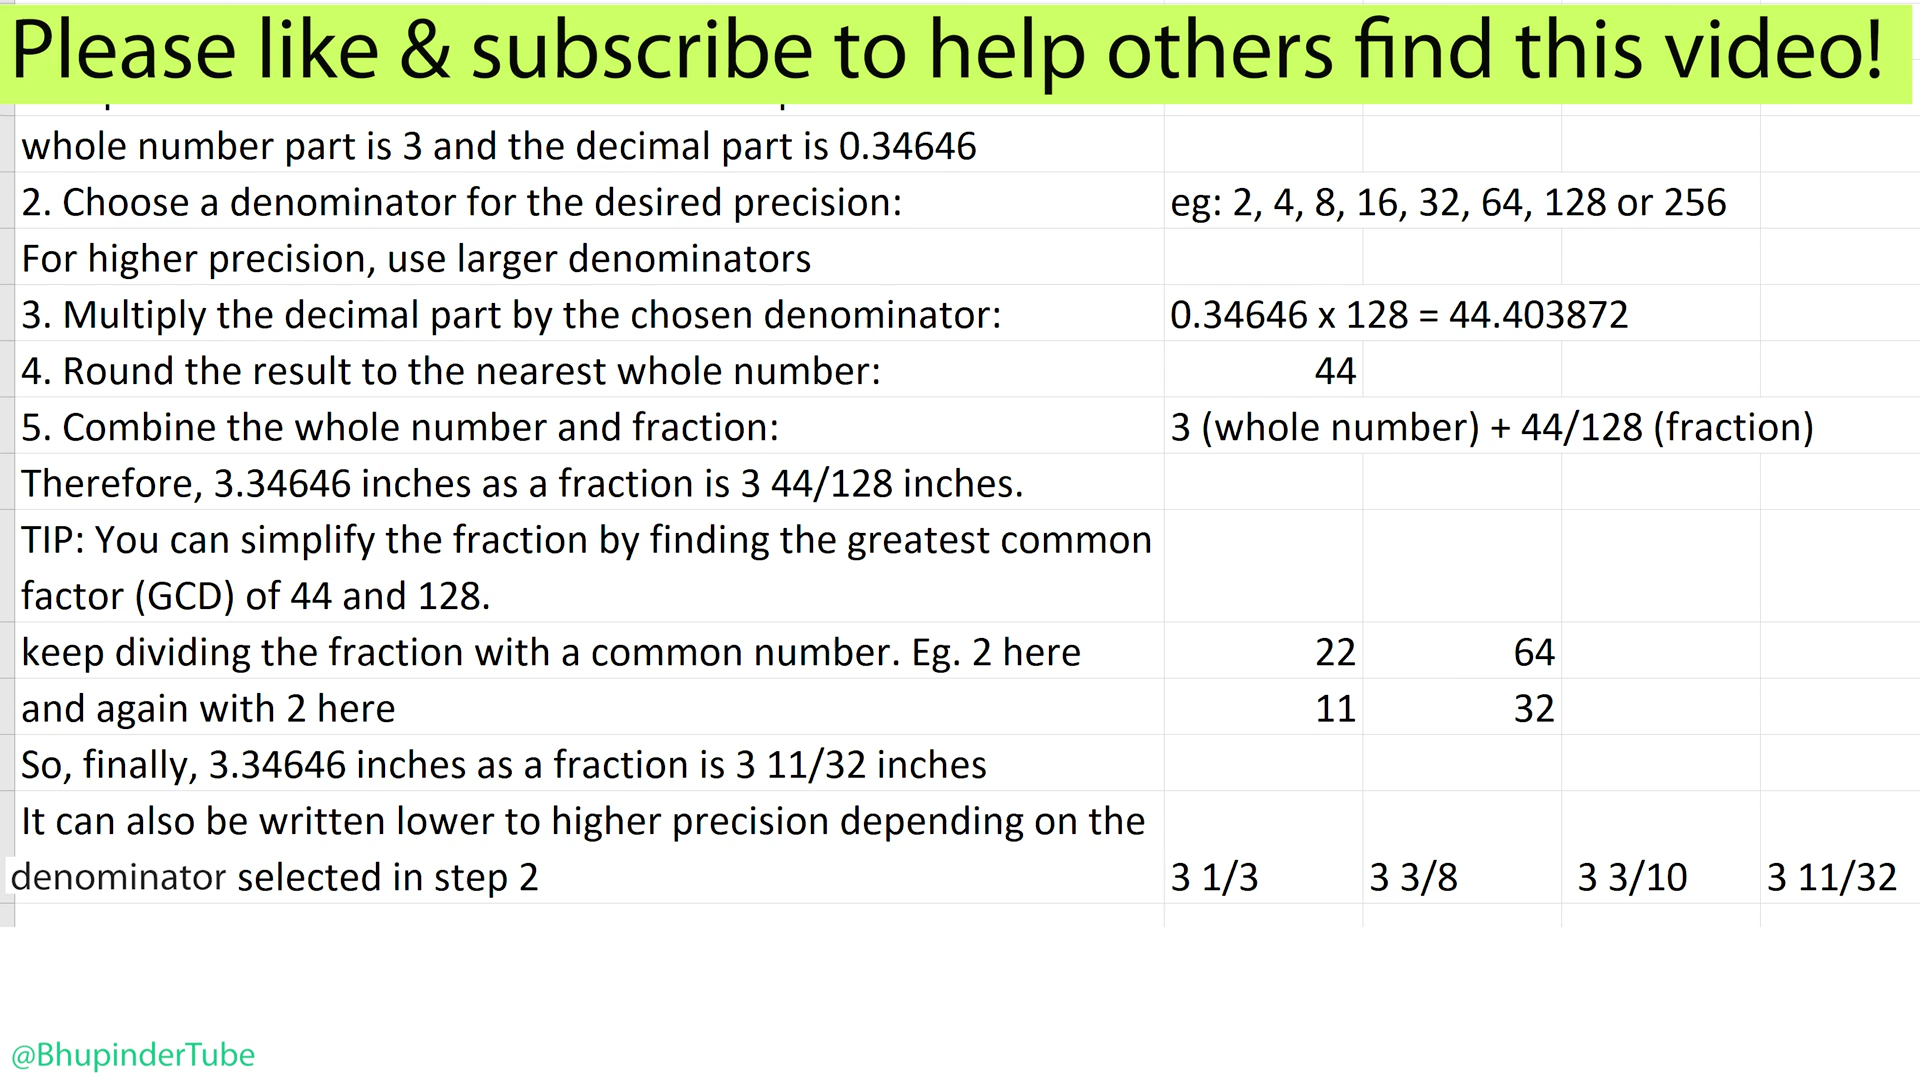 Please like & subscribe to help others find this video!
whole number part is 3 and the decimal part is 0.34646
2. Choose a denominator for the desired precision: eg: 2, 4, 8, 16, 32, 64, 128 or 256
For higher precision, use larger denominators
3. Multiply the decimal part by the chosen denominator: 0.34646 x 128 = 44.403872
4. Round the result to the nearest whole number: 44
5. Combine the whole number and fraction: 3 (whole number) + 44/128 (fraction)
Therefore, 3.34646 inches as a fraction is 3 44/128 inches.
TIP: You can simplify the fraction by finding the greatest common
factor (GCD) of 44 and 128.
keep dividing the fraction with a common number. Eg. 2 here 22 64
and again with 2 here 11 32
So, finally, 3.34646 inches as a fraction is 3 11/32 inches
It can also be written lower to higher precision depending on the
denominator selected in step 2 3 1/3 3 3/8 3 3/10 3 11/32
@BhupinderTube